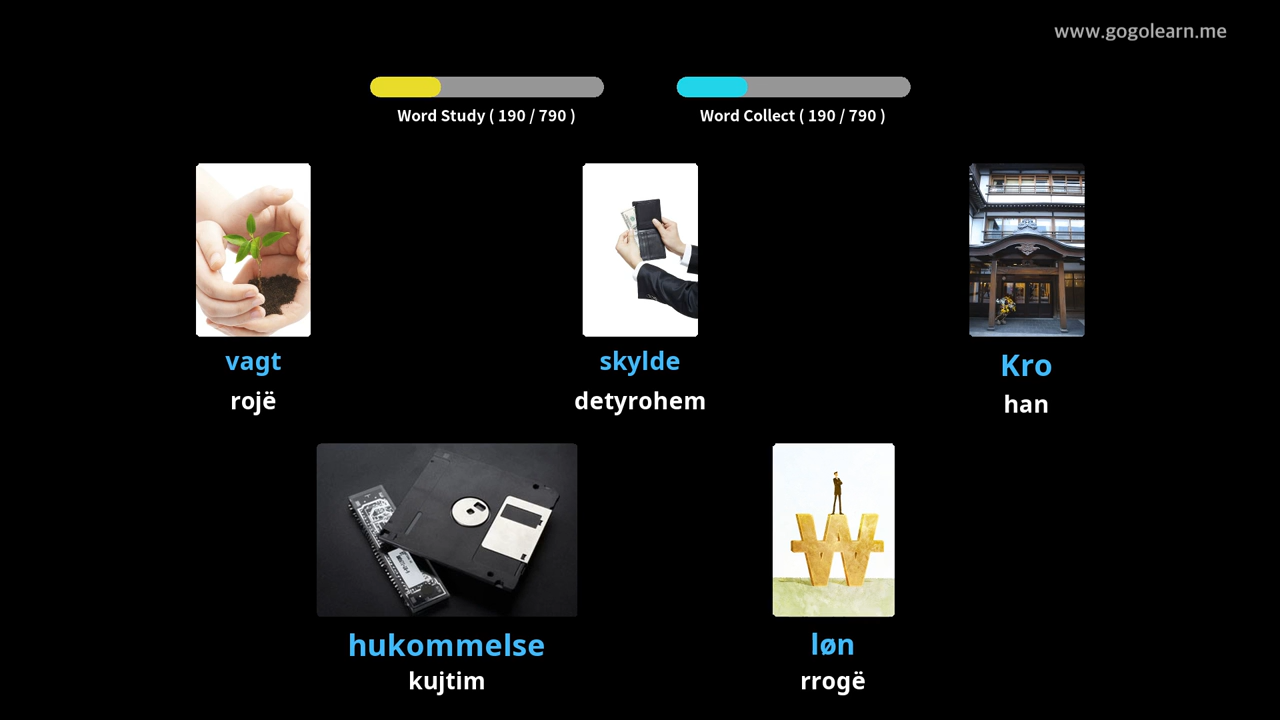 www.gogolearn.me
Word Study ( 190 / 790 )
Word Collect ( 190 / 790 )
vagt
rojë
skylde
detyrohem
Kro
han
hukommelse
kujtim
løn
rrogë